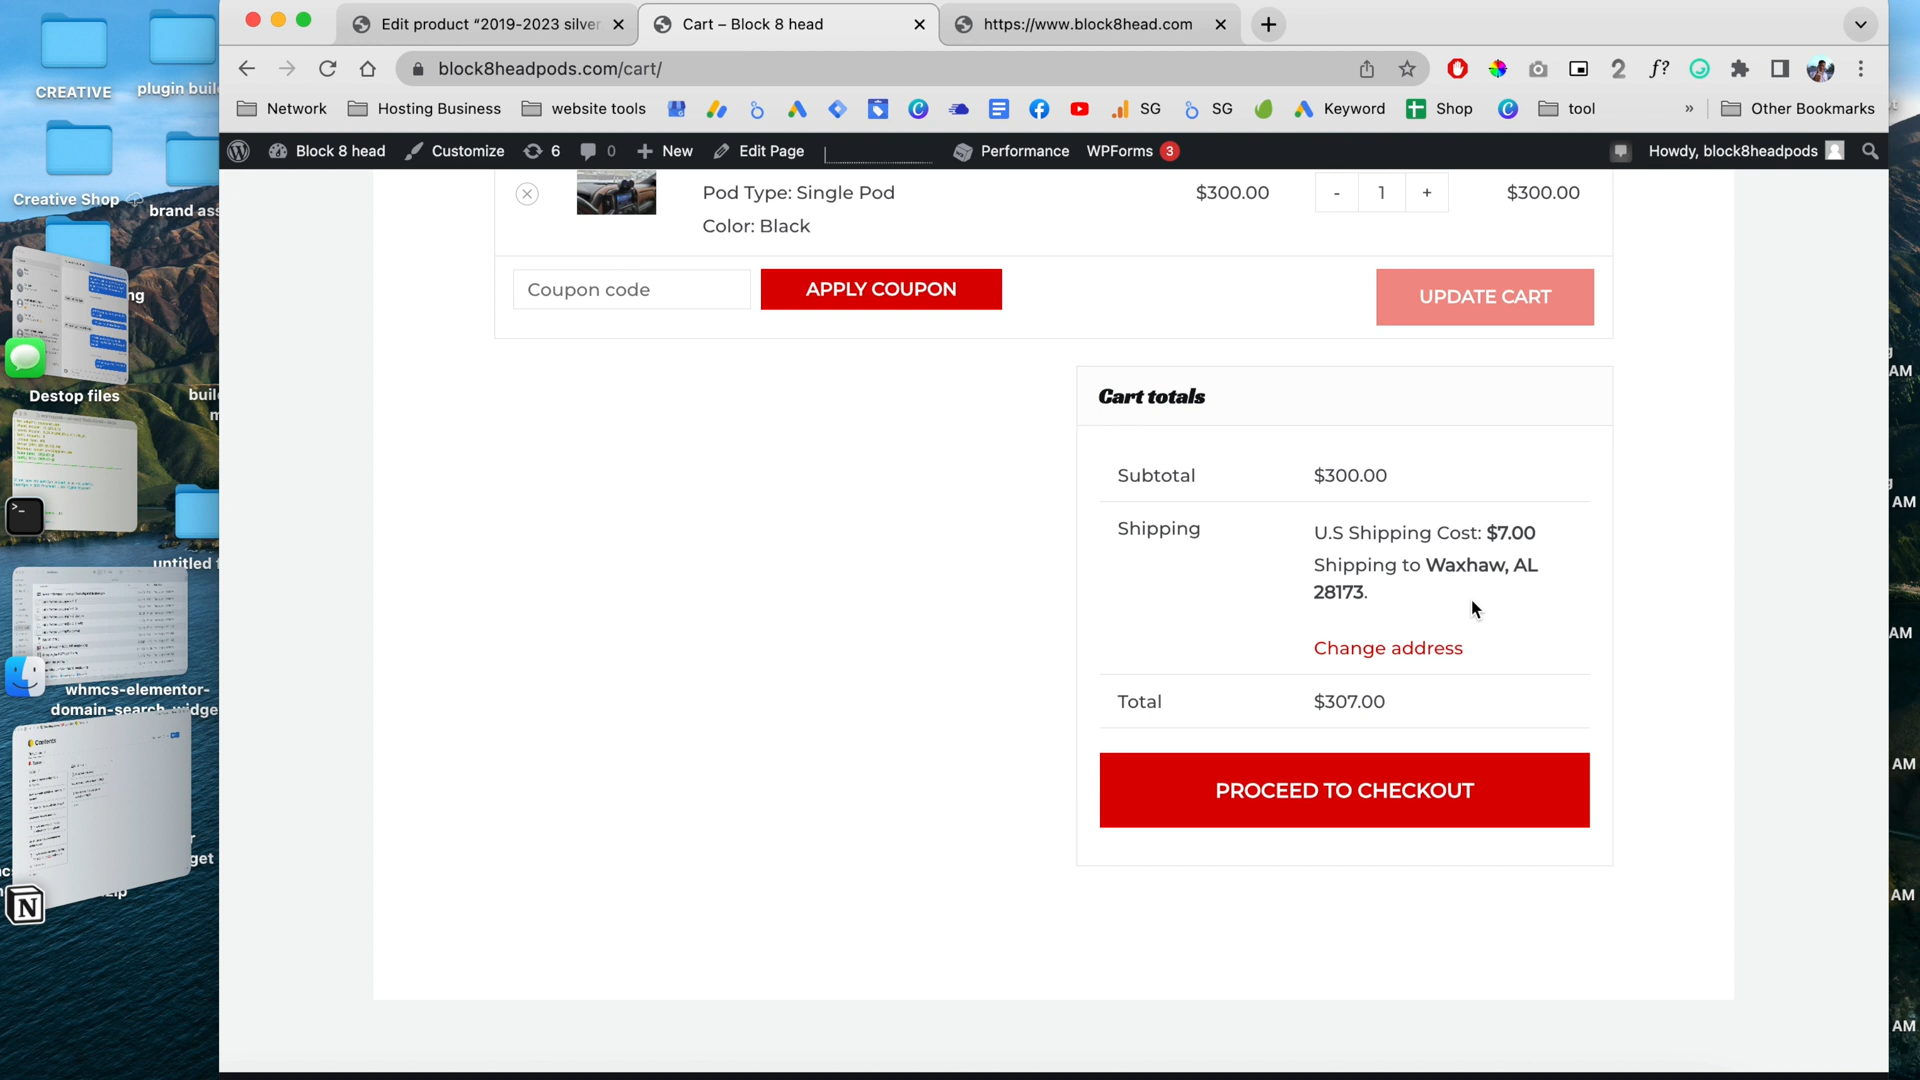 CREATIVE
plugin buil
Creative Shop
brand ass
ng
Destop files
buil
untitled f
whmcs-elementor-
domain-search-widge
get
Edit product “2019-2023 silver
Cart – Block 8 head
https://www.block8head.com
block8headpods.com/cart/
Network
Hosting Business
website tools
SG
SG
Keyword
Shop
tool
»
Other Bookmarks
Block 8 head
Customize
6
0
New
Edit Page
Performance
WPForms 3
Howdy, block8headpods
Pod Type: Single Pod
Color: Black
$300.00
- 1 +
$300.00
Coupon code
APPLY COUPON
UPDATE CART
Cart totals
Subtotal
$300.00
Shipping
U.S Shipping Cost: $7.00
Shipping to Waxhaw, AL
28173.
Change address
Total
$307.00
PROCEED TO CHECKOUT
AM
AM
AM
AM
AM
AM